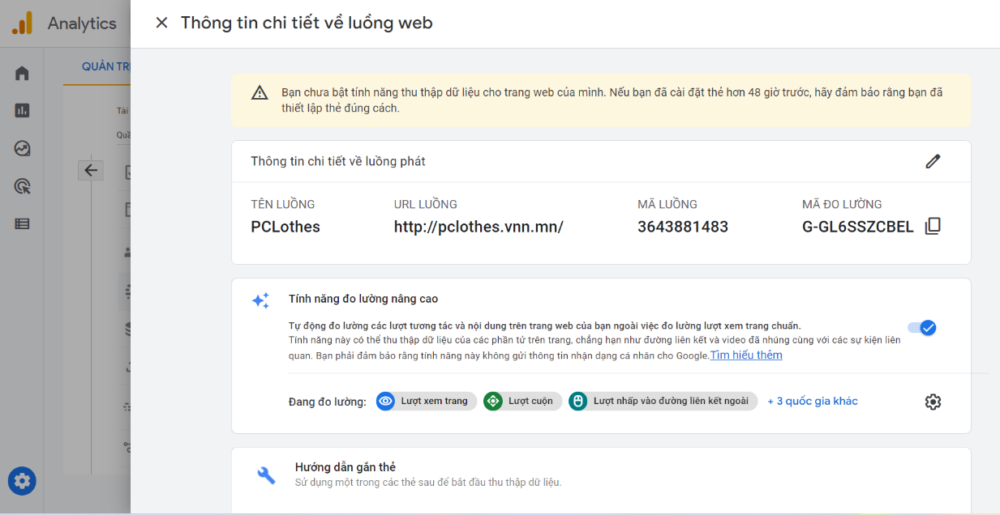 Analytics
Thông tin chi tiết về luồng web
QUẢN TRỊ
Tài
Bạn chưa bật tính năng thu thập dữ liệu cho trang web của mình. Nếu bạn đã cài đặt thẻ hơn 48 giờ trước, hãy đảm bảo rằng bạn đã
thiết lập thẻ đúng cách.
Thông tin chi tiết về luồng phát
TÊN LUỒNG URL LUỒNG MÃ LUỒNG MÃ ĐO LƯỜNG
PCLothes http://pclothes.vnn.mn/ 3643881483 G-GL6SSZCBEL
Tính năng đo lường nâng cao
Tự động đo lường các lượt tương tác và nội dung trên trang web của bạn ngoài việc đo lường lượt xem trang chuẩn.
Tính năng này có thể thu thập dữ liệu của các phần tử trên trang, chẳng hạn như đường liên kết và video đã nhúng cùng với các sự kiện liên
quan. Bạn phải đảm bảo rằng tính năng này không gửi thông tin nhận dạng cá nhân cho Google.Tìm hiểu thêm
Đang đo lường: Lượt xem trang Lượt cuộn Lượt nhấp vào đường liên kết ngoài + 3 quốc gia khác
Hướng dẫn gắn thẻ
Sử dụng một trong các thẻ sau để bắt đầu thu thập dữ liệu.